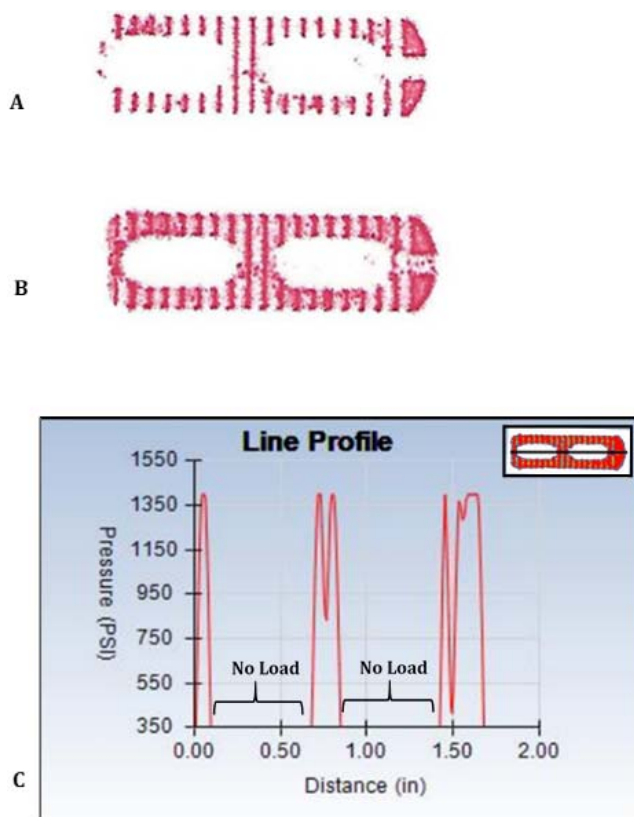 A
B
Line Profile
1550
1350
1150
950
750
550
350
Pressure (PSI)
No Load
No Load
0.00 0.50 1.00 1.50 2.00
Distance (in)
C